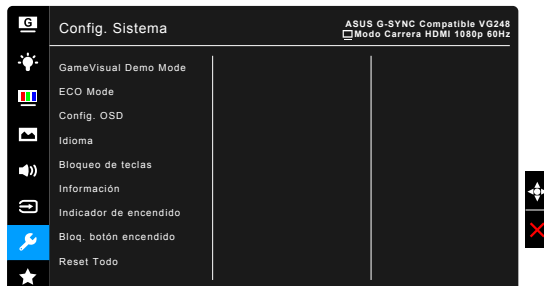 G
Config. Sistema
ASUS G-SYNC Compatible VG248
Modo Carrera HDMI 1080p 60Hz
GameVisual Demo Mode
ECO Mode
Config. OSD
Idioma
Bloqueo de teclas
Información
Indicador de encendido
Bloq. botón encendido
Reset Todo